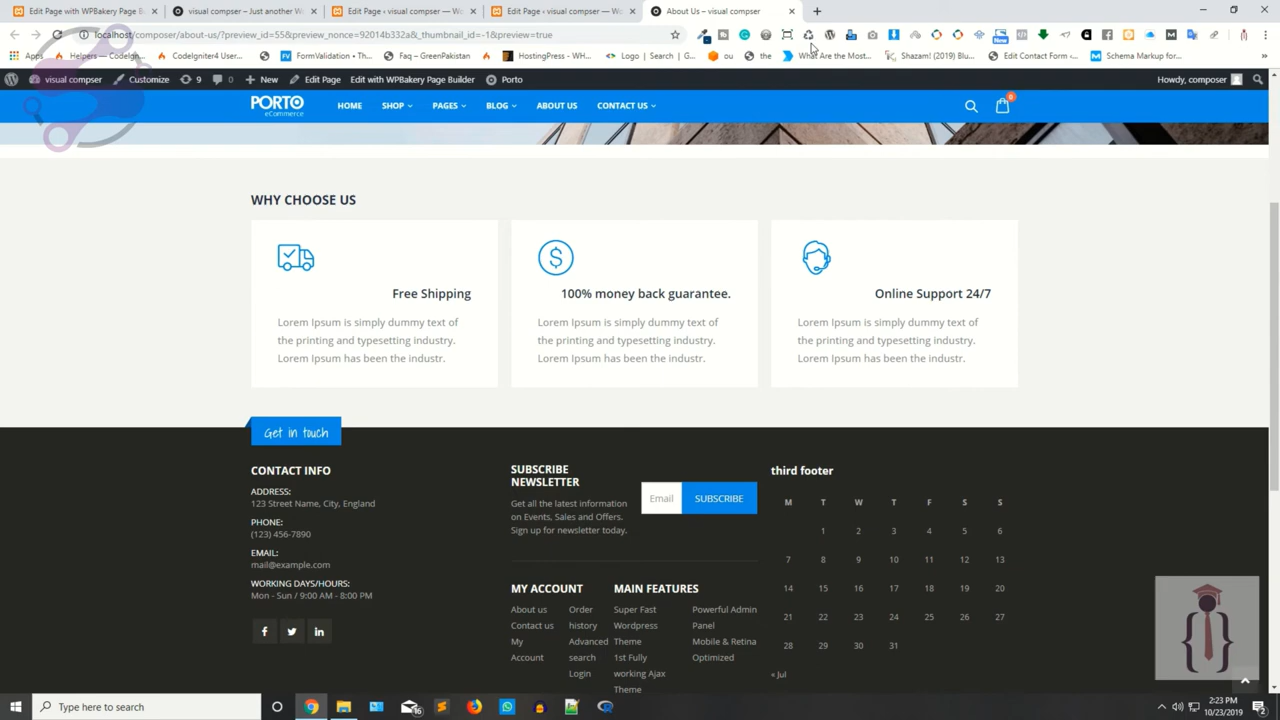 Edit Page with WPBakery Page B
visual compser – Just another W
Edit Page ‹ visual compser — Wo
Edit Page ‹ visual compser — Wo
About Us – visual compser
localhost/composer/about-us/?preview_id=55&preview_nonce=92014b332a&_thumbnail_id=-1&preview=true
Apps
Helpers — CodeIgn
CodeIgniter4 User...
FormValidation • Th...
Faq – GreenPakistan
HostingPress - WH...
Logo | Search | G...
ou
the
What Are the Most...
Shazam! (2019) Blu...
Edit Contact Form ‹...
Schema Markup for...
visual compser
Customize
9
0
New
Edit Page
Edit with WPBakery Page Builder
Porto
Howdy, composer
PORTO
eCommerce
HOME
SHOP
PAGES
BLOG
ABOUT US
CONTACT US
0
WHY CHOOSE US
Free Shipping
Lorem Ipsum is simply dummy text of
the printing and typesetting industry.
Lorem Ipsum has been the industr.
100% money back guarantee.
Lorem Ipsum is simply dummy text of
the printing and typesetting industry.
Lorem Ipsum has been the industr.
Online Support 24/7
Lorem Ipsum is simply dummy text of
the printing and typesetting industry.
Lorem Ipsum has been the industr.
Get in touch
CONTACT INFO
ADDRESS:
123 Street Name, City, England
PHONE:
(123) 456-7890
EMAIL:
mail@example.com
WORKING DAYS/HOURS:
Mon - Sun / 9:00 AM - 8:00 PM
SUBSCRIBE
NEWSLETTER
Get all the latest information
on Events, Sales and Offers.
Sign up for newsletter today.
Email
SUBSCRIBE
MY ACCOUNT
About us
Contact us
My
Account
Order
history
Advanced
search
Login
MAIN FEATURES
Super Fast
Wordpress
Theme
1st Fully
working Ajax
Theme
Powerful Admin
Panel
Mobile & Retina
Optimized
third footer
M T W T F S S
1 2 3 4 5 6
7 8 9 10 11 12 13
14 15 16 17 18 19 20
21 22 23 24 25 26 27
28 29 30 31
« Jul
Type here to search
2:23 PM
10/23/2019